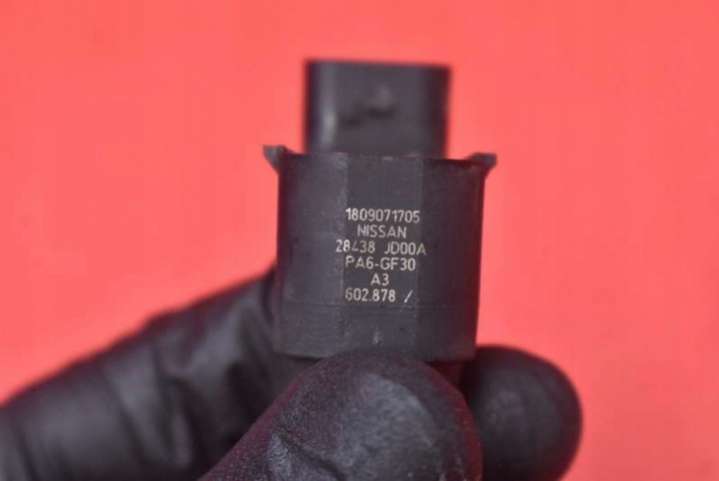 1809071705
NISSAN
28438 JD00A
PA6-GF30
A3
602.878 /